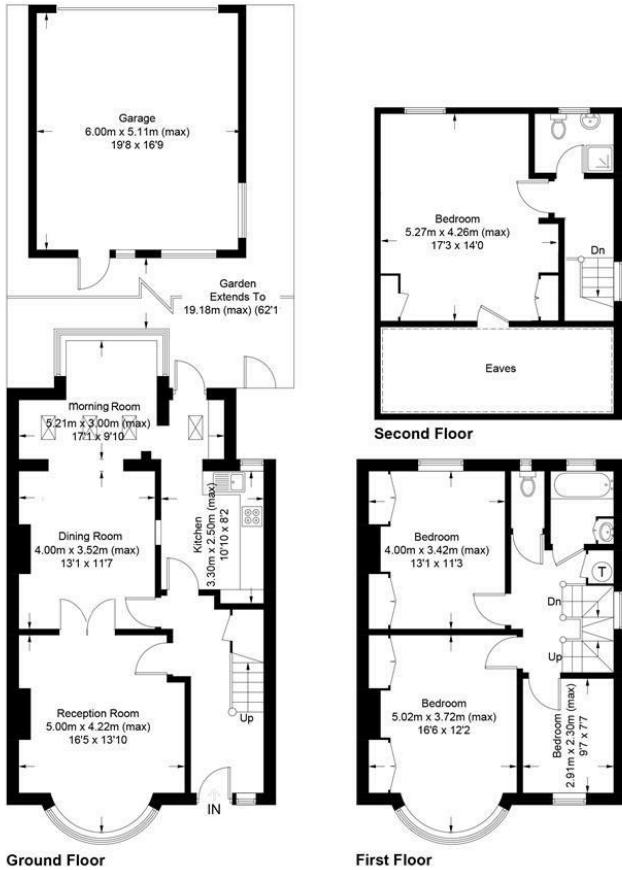 Garage
6.00m x 5.11m (max)
19'8 x 16'9
Garden
Extends To
19.18m (max) (62'1
Morning Room
5.21m x 3.00m (max)
17'1 x 9'10
Dining Room
4.00m x 3.52m (max)
13'1 x 11'7
Kitchen
3.30m x 2.50m (max)
10'10 x 8'2
Reception Room
5.00m x 4.22m (max)
16'5 x 13'10
Up
IN
Ground Floor
Bedroom
5.27m x 4.26m (max)
17'3 x 14'0
Dn
Eaves
Second Floor
Bedroom
4.00m x 3.42m (max)
13'1 x 11'3
T
Dn
Up
Bedroom
5.02m x 3.72m (max)
16'6 x 12'2
Bedroom
2.91m x 2.30m (max)
9'7 x 7'7
First Floor